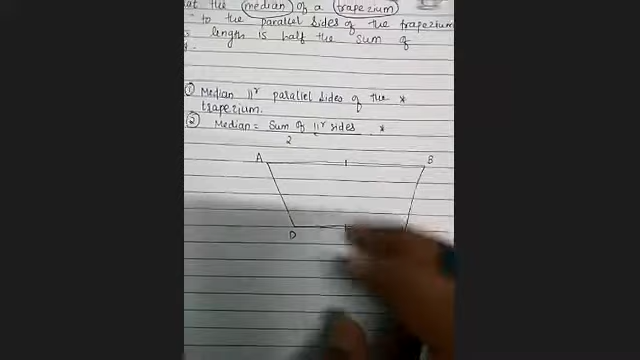 at the median of a trapezium
to the parallel sides of the trapezium
length is half the sum of
① Median ||r parallel sides of the *
trapezium.
② Median = Sum of ||r sides *
2
A B
D